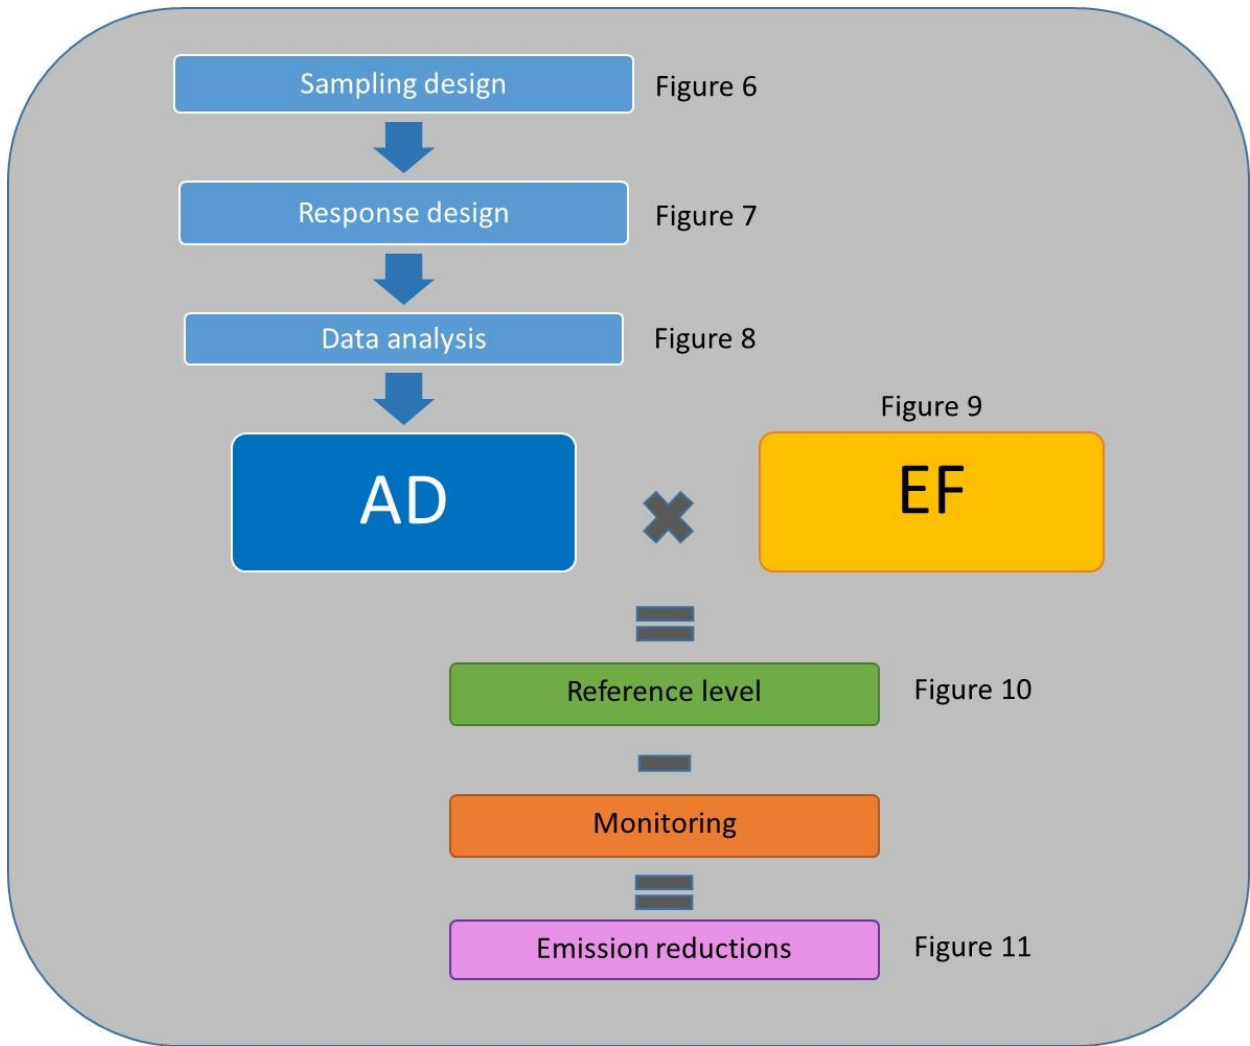 Sampling design
Figure 6
Response design
Figure 7
Data analysis
Figure 8
Figure 9
AD
EF
Reference level
Figure 10
Monitoring
Emission reductions
Figure 11